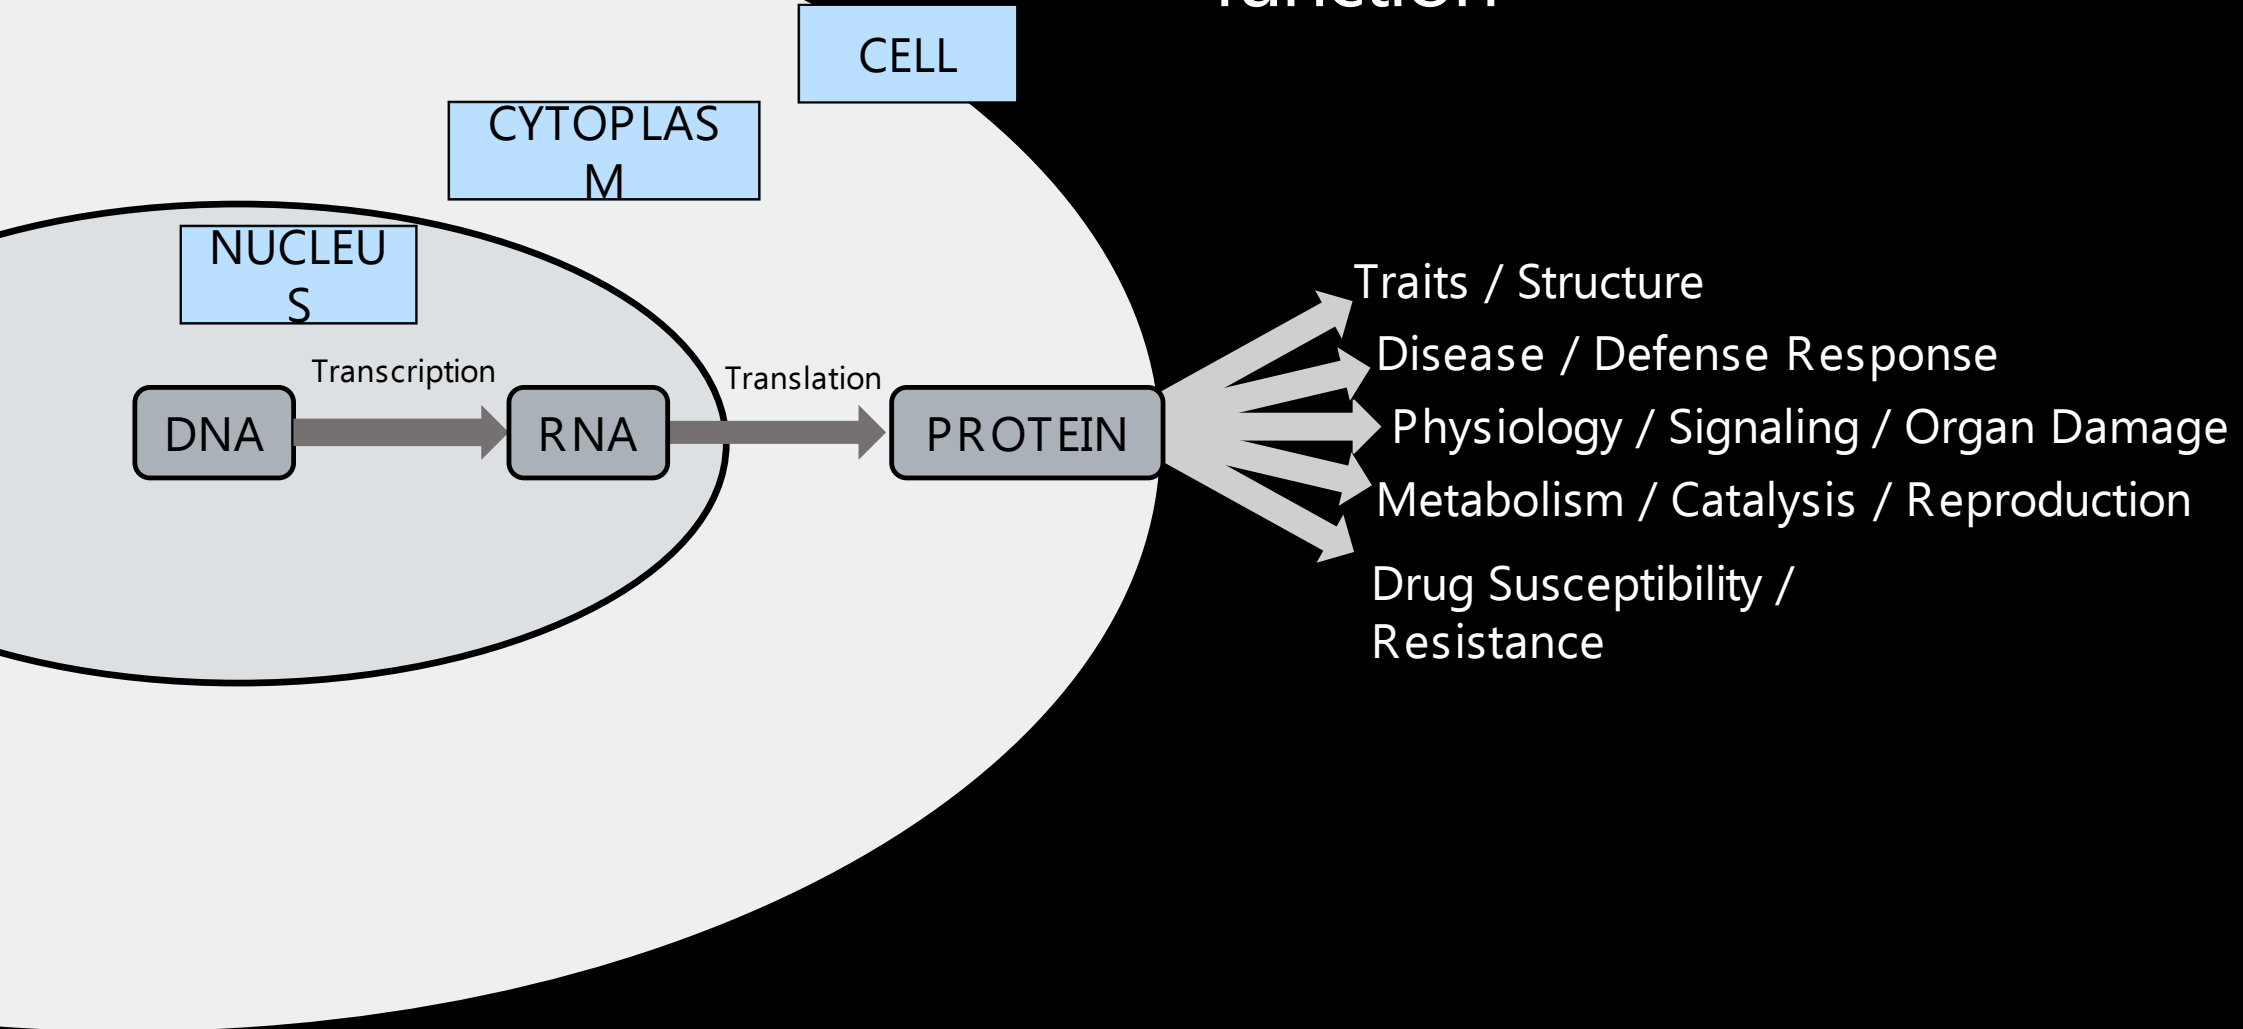 function
CELL
CYTOPLAS
M
NUCLEU
S
Traits / Structure
Disease / Defense Response
Transcription
Translation
DNA
RNA
PROTEIN
Physiology / Signaling / Organ Damage
Metabolism / Catalysis / Reproduction
Drug Susceptibility /
Resistance